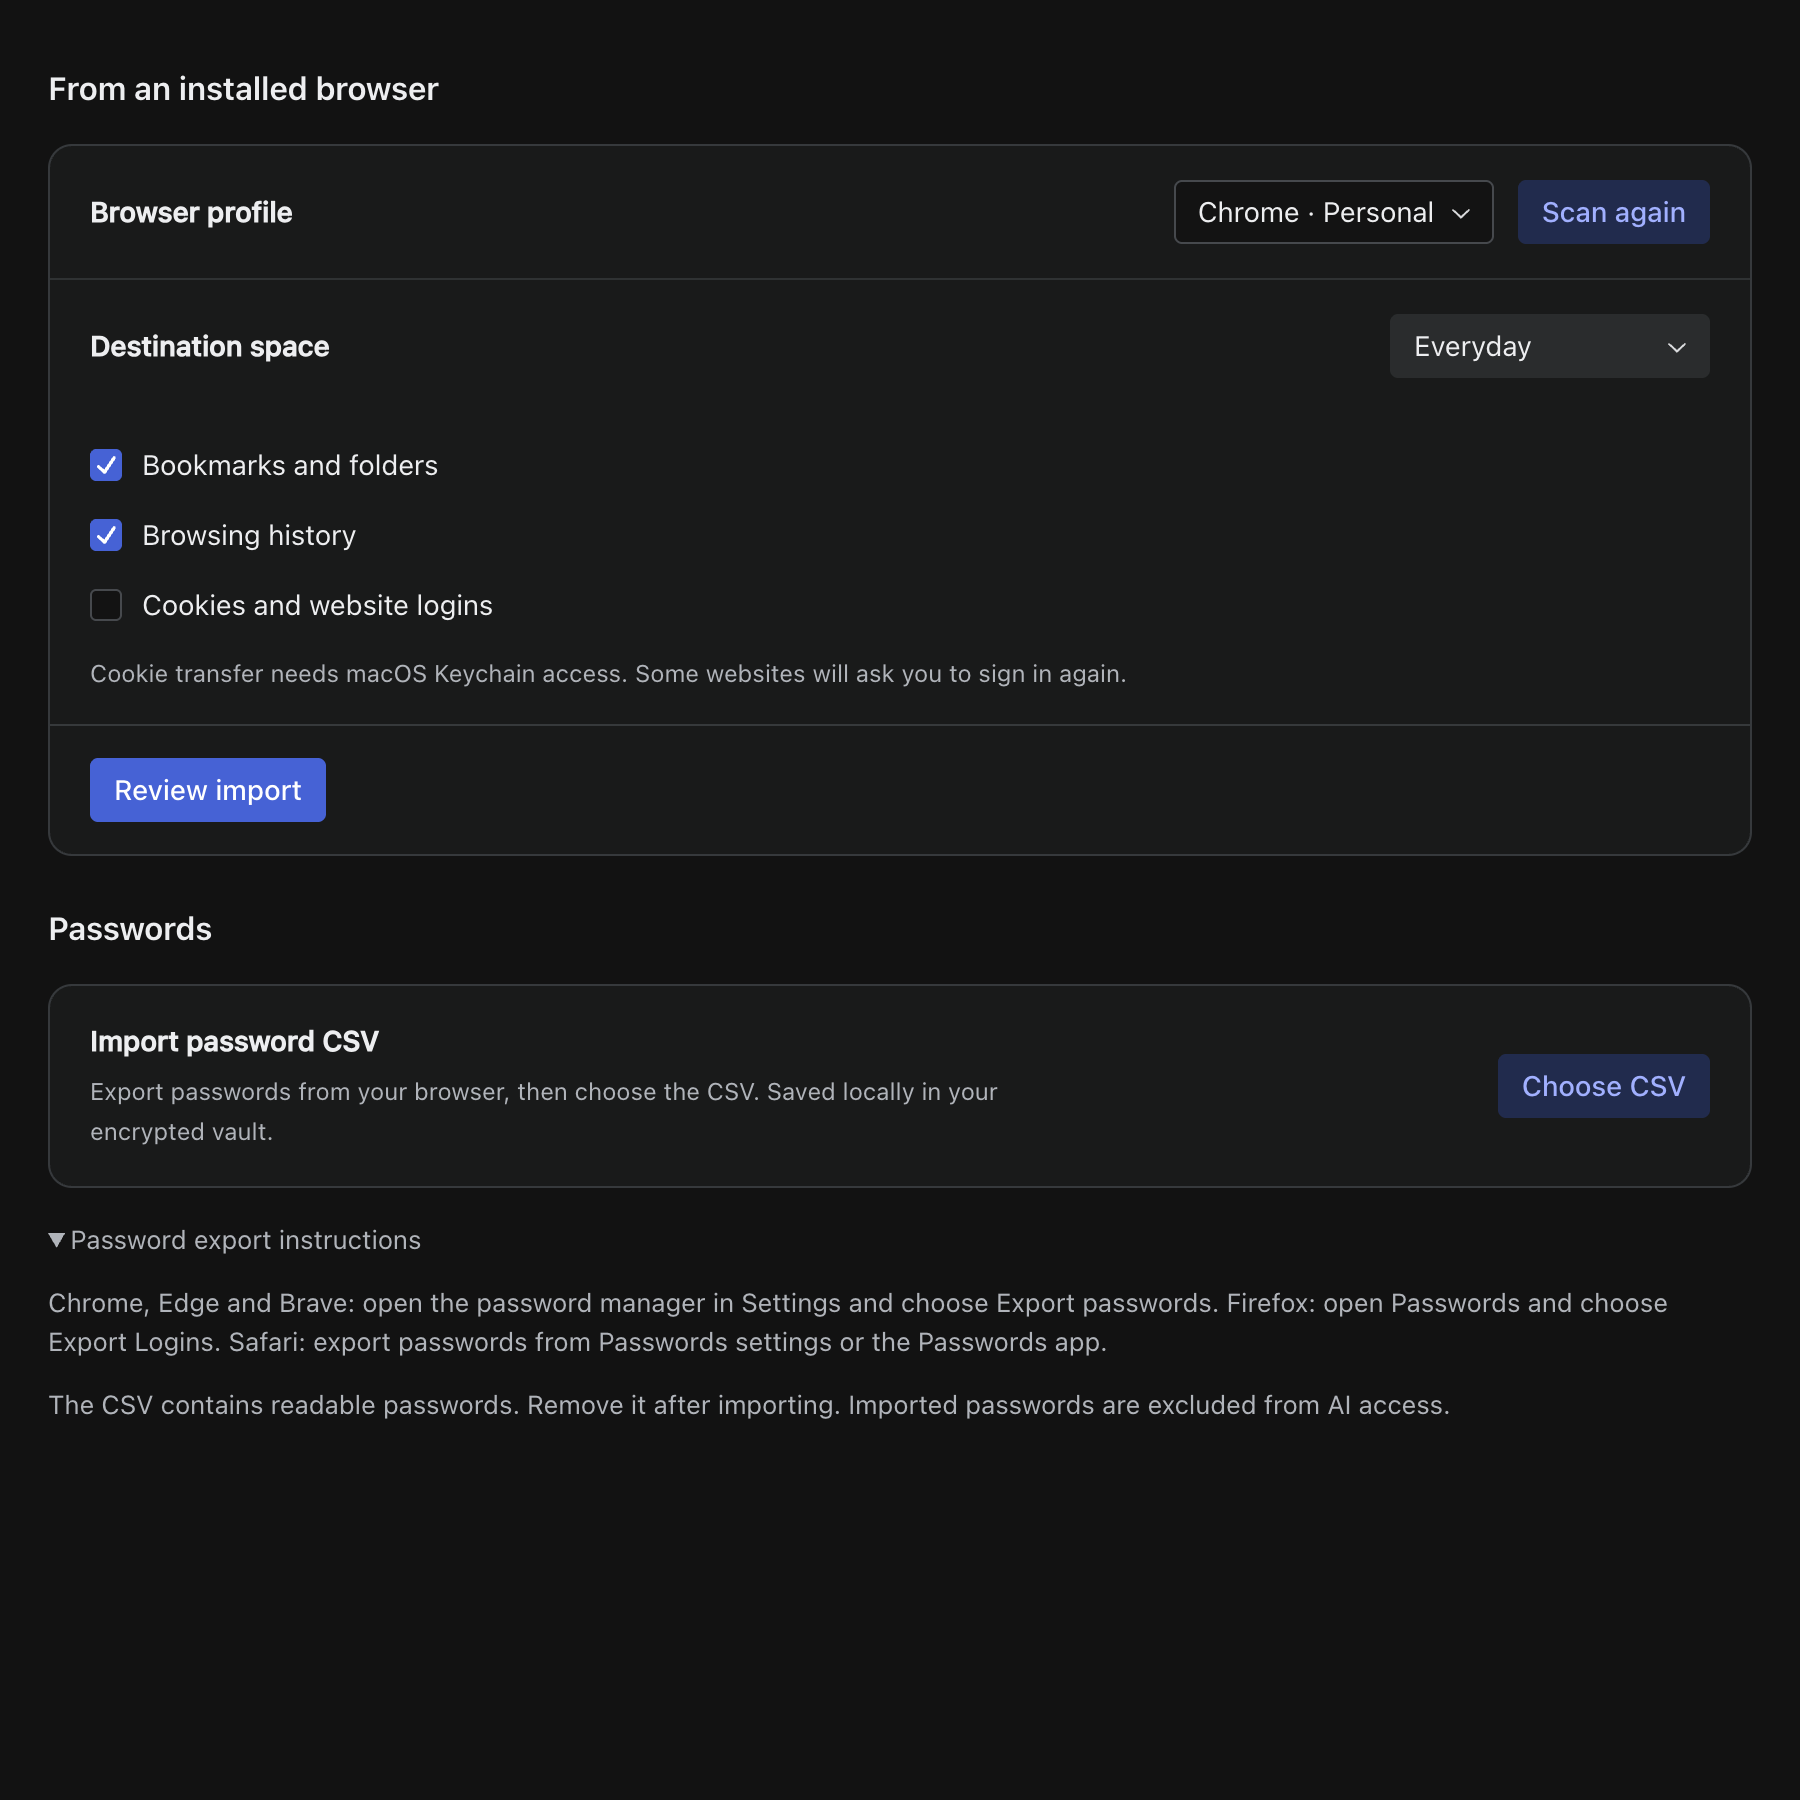 From an installed browser
Browser profile
Chrome · Personal
Scan again
Destination space
Everyday
Bookmarks and folders
Browsing history
Cookies and website logins
Cookie transfer needs macOS Keychain access. Some websites will ask you to sign in again.
Review import
Passwords
Import password CSV
Export passwords from your browser, then choose the CSV. Saved locally in your
encrypted vault.
Choose CSV
Password export instructions
Chrome, Edge and Brave: open the password manager in Settings and choose Export passwords. Firefox: open Passwords and choose
Export Logins. Safari: export passwords from Passwords settings or the Passwords app.
The CSV contains readable passwords. Remove it after importing. Imported passwords are excluded from AI access.